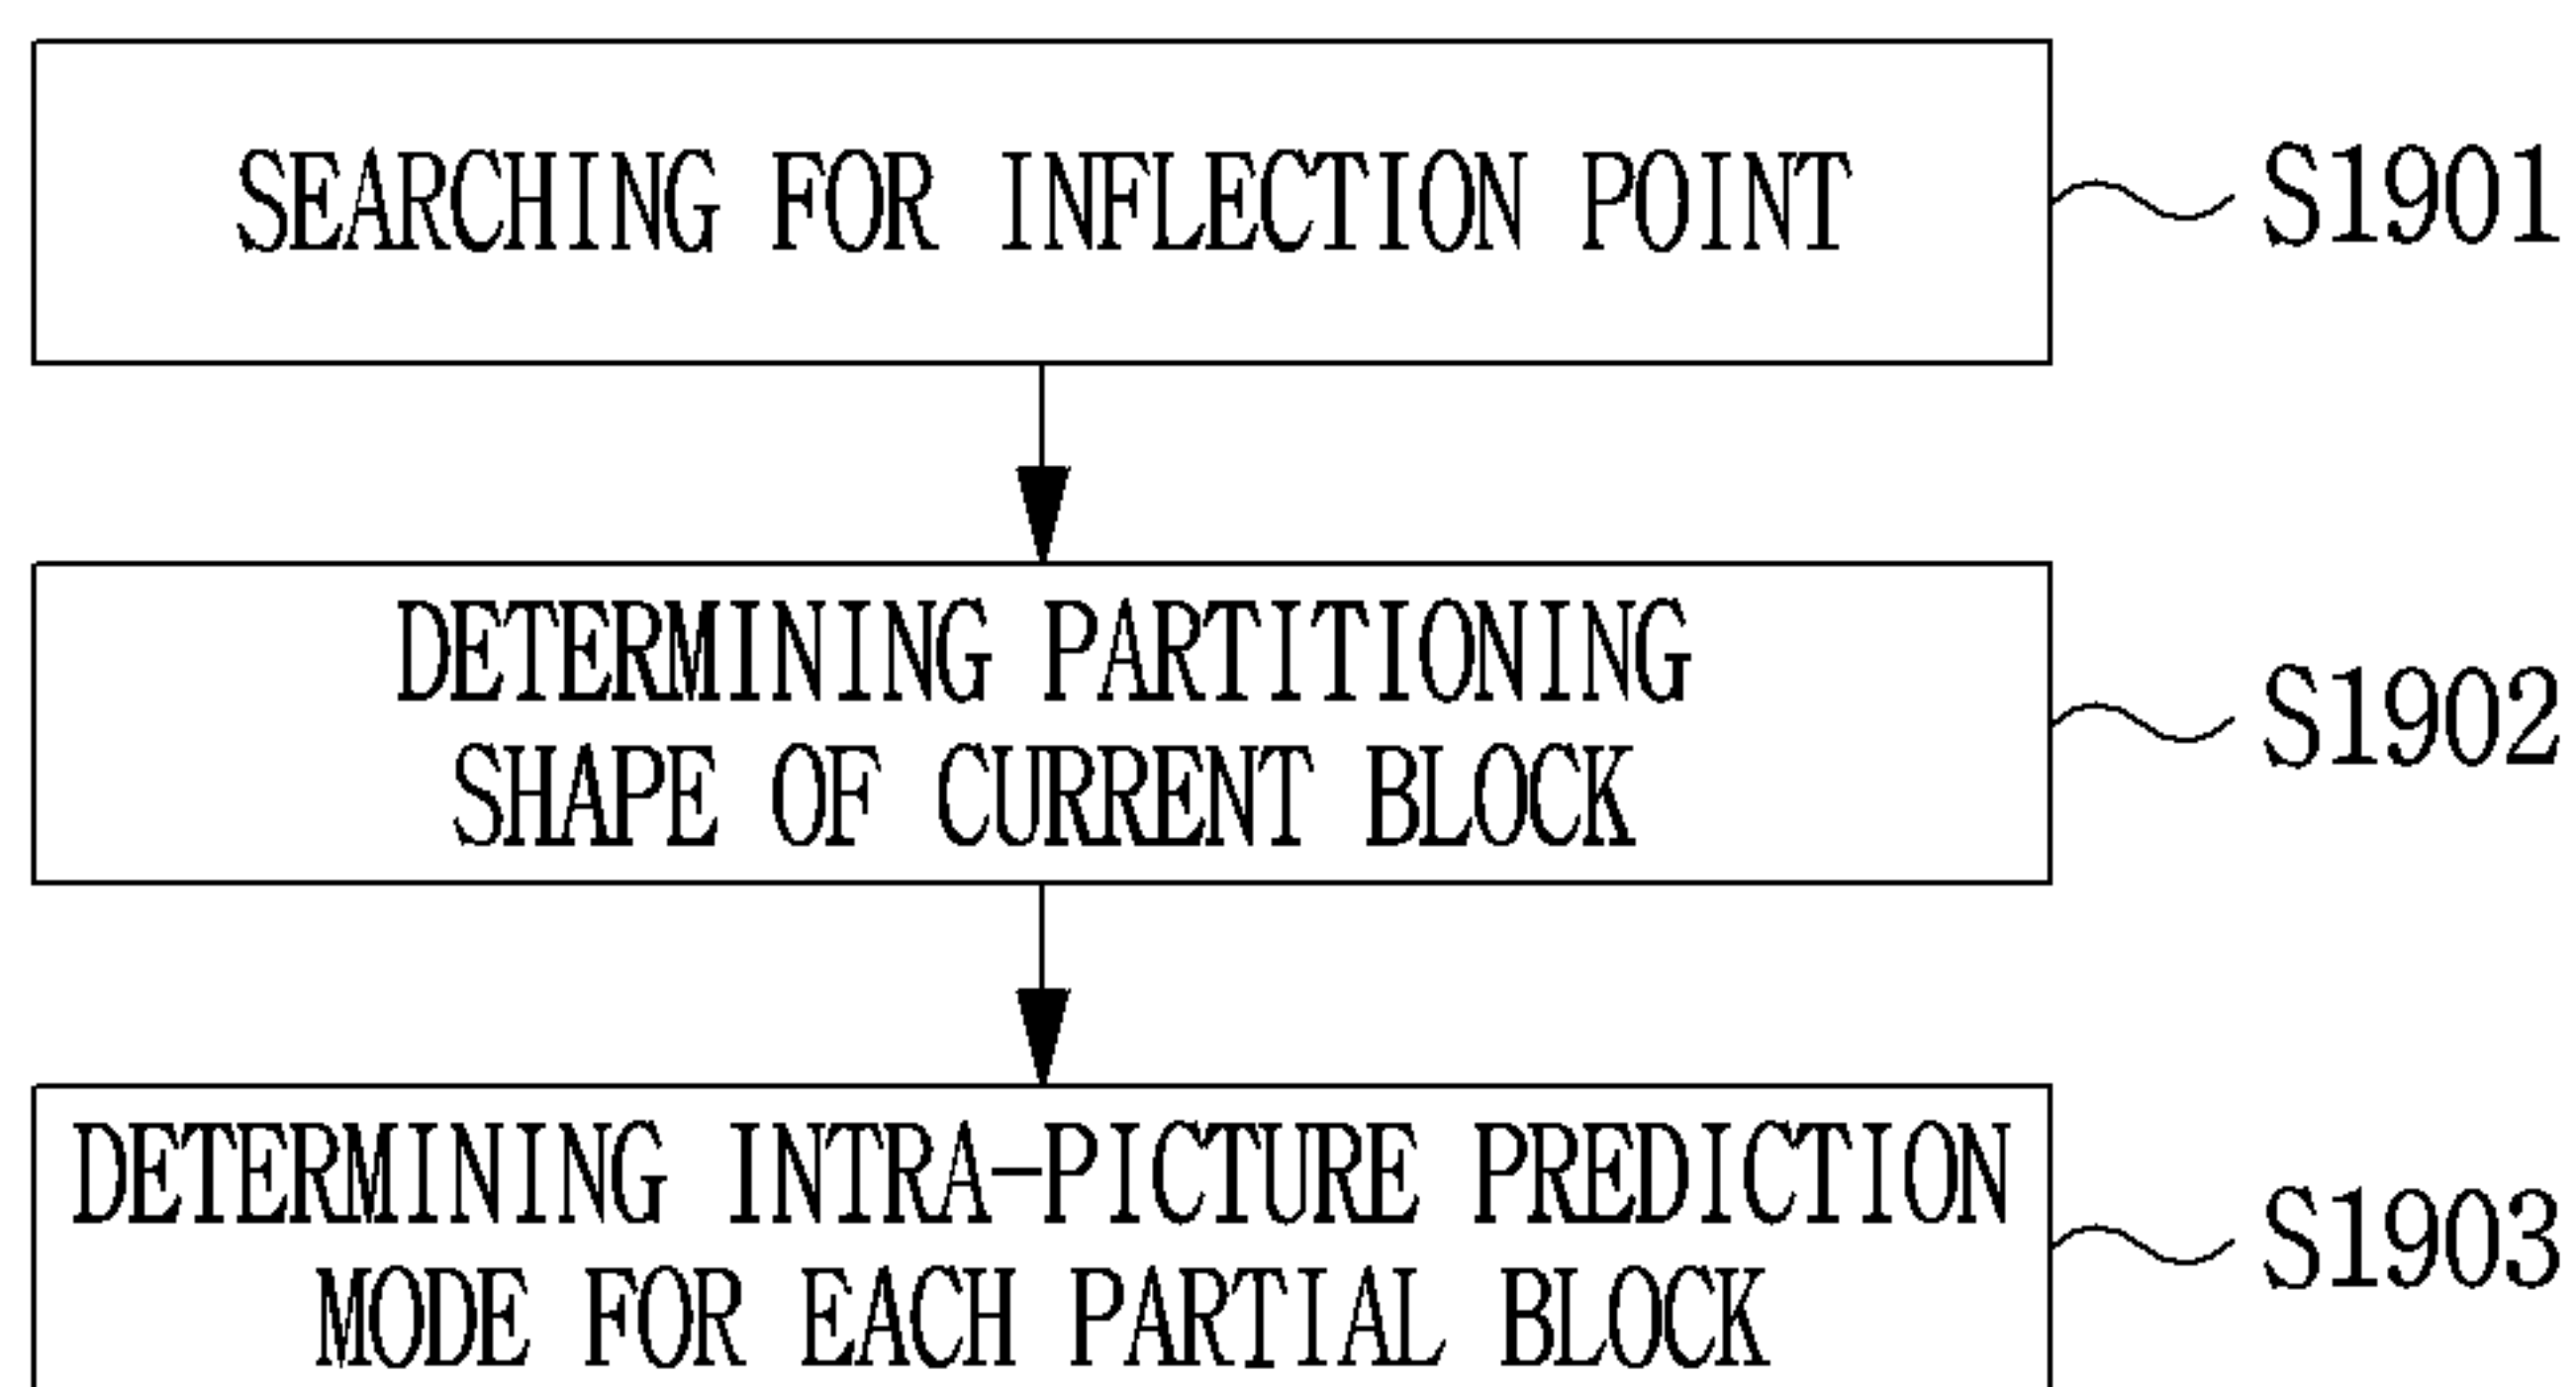 SEARCHING FOR INFLECTION POINT
S1901
DETERMINING PARTITIONING
SHAPE OF CURRENT BLOCK
S1902
DETERMINING INTRA-PICTURE PREDICTION
MODE FOR EACH PARTIAL BLOCK
S1903